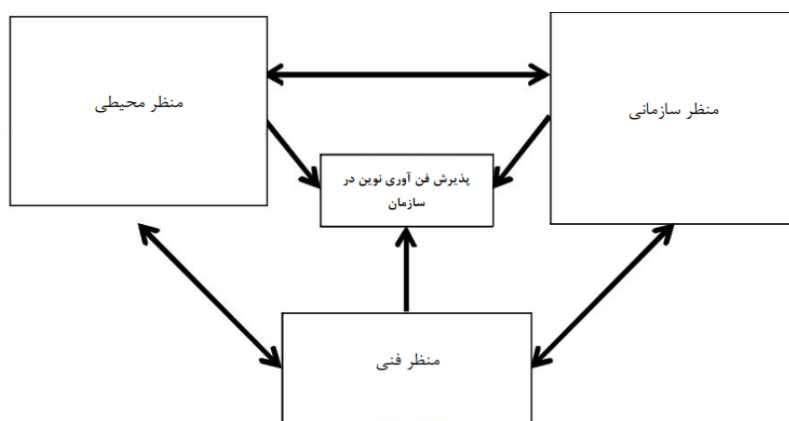 منظر سازمانی
منظر محیطی
پذیرش فن آوری نوین در
سازمان
منظر فنی